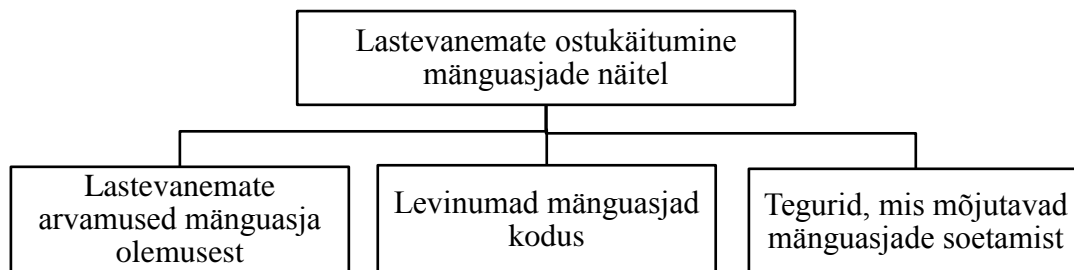 Lastevanemate ostukäitumine
mänguasjade näitel
Lastevanemate
arvamused mänguasja
olemusest
Levinumad mänguasjad
kodus
Tegurid, mis mõjutavad
mänguasjade soetamist